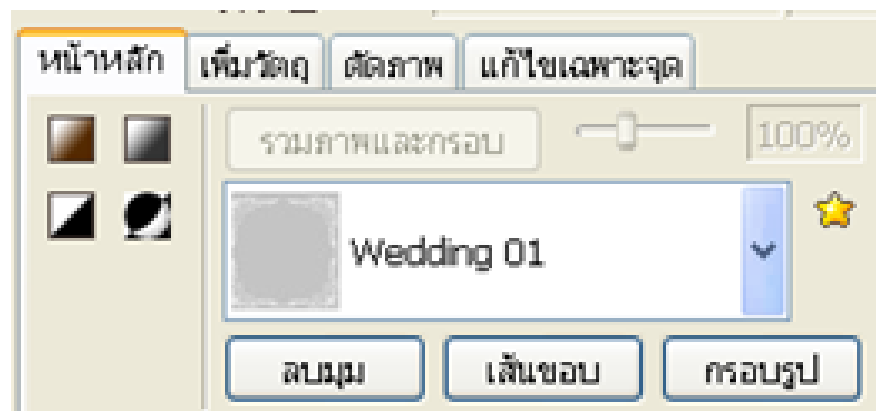 หน้าหลัก เพิ่มวัตถุ ตัดภาพ แก้ไขเฉพาะจุด
รวมภาพและกรอบ 100%
Wedding 01
ลบมุม เส้นขอบ กรอบรูป